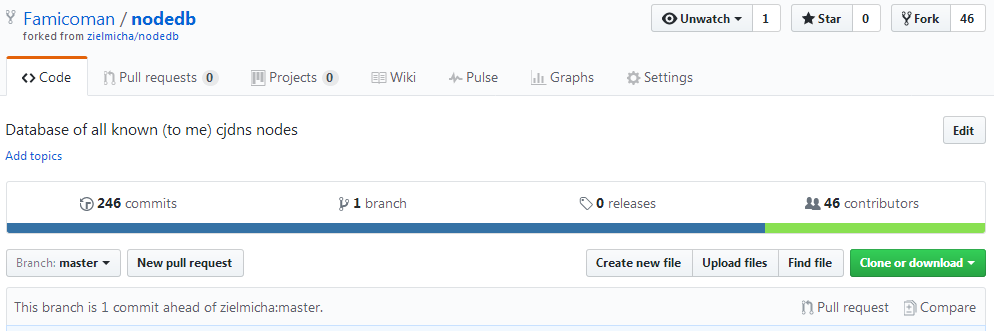 Famicoman / nodedb Unwatch 1 Star 0 Fork 46
forked from zielmicha/nodedb
Code Pull requests 0 Projects 0 Wiki Pulse Graphs Settings
Database of all known (to me) cjdns nodes Edit
Add topics
246 commits 1 branch 0 releases 46 contributors
Branch: master New pull request Create new file Upload files Find file Clone or download
This branch is 1 commit ahead of zielmicha:master. Pull request Compare